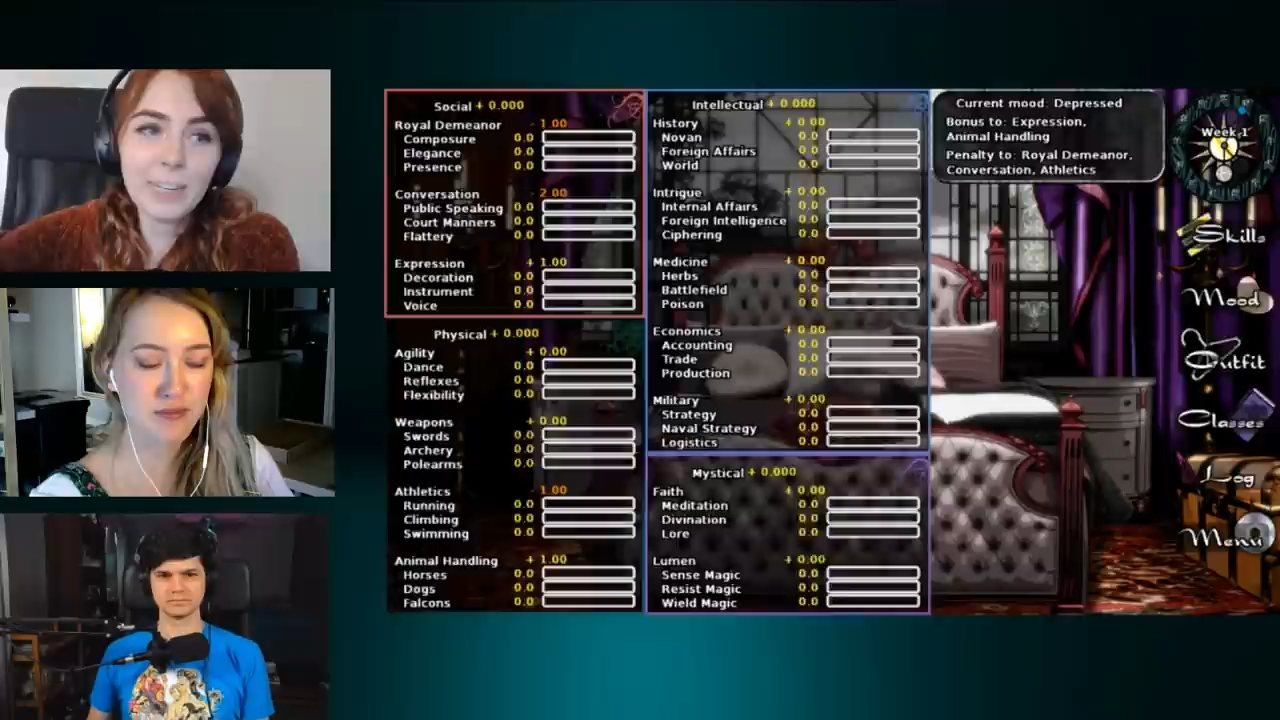 Social + 0.000
Royal Demeanor - 1.00
Composure 0.0
Elegance 0.0
Presence 0.0
Conversation - 2.00
Public Speaking 0.0
Court Manners 0.0
Flattery 0.0
Expression + 1.00
Decoration 0.0
Instrument 0.0
Voice 0.0
Physical + 0.000
Agility + 0.00
Dance 0.0
Reflexes 0.0
Flexibility 0.0
Weapons + 0.00
Swords 0.0
Archery 0.0
Polearms 0.0
Athletics - 1.00
Running 0.0
Climbing 0.0
Swimming 0.0
Animal Handling + 1.00
Horses 0.0
Dogs 0.0
Falcons 0.0
Intellectual + 0.000
History + 0.00
Novan 0.0
Foreign Affairs 0.0
World 0.0
Intrigue + 0.00
Internal Affairs 0.0
Foreign Intelligence 0.0
Ciphering 0.0
Medicine + 0.00
Herbs 0.0
Battlefield 0.0
Poison 0.0
Economics + 0.00
Accounting 0.0
Trade 0.0
Production 0.0
Military + 0.00
Strategy 0.0
Naval Strategy 0.0
Logistics 0.0
Mystical + 0.000
Faith + 0.00
Meditation 0.0
Divination 0.0
Lore 0.0
Lumen + 0.00
Sense Magic 0.0
Resist Magic 0.0
Wield Magic 0.0
Current mood: Depressed
Bonus to: Expression,
Animal Handling
Penalty to: Royal Demeanor,
Conversation, Athletics
Week 1
Skills
Mood
Outfit
Classes
Log
Menu